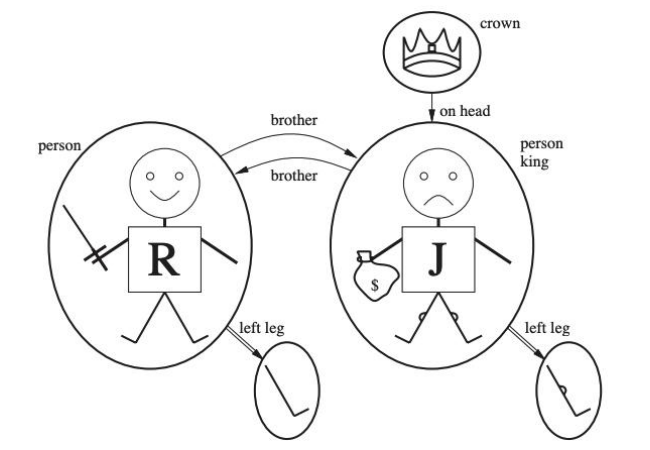 crown
on head
brother
person
person
king
brother
R
J
$
left leg
left leg